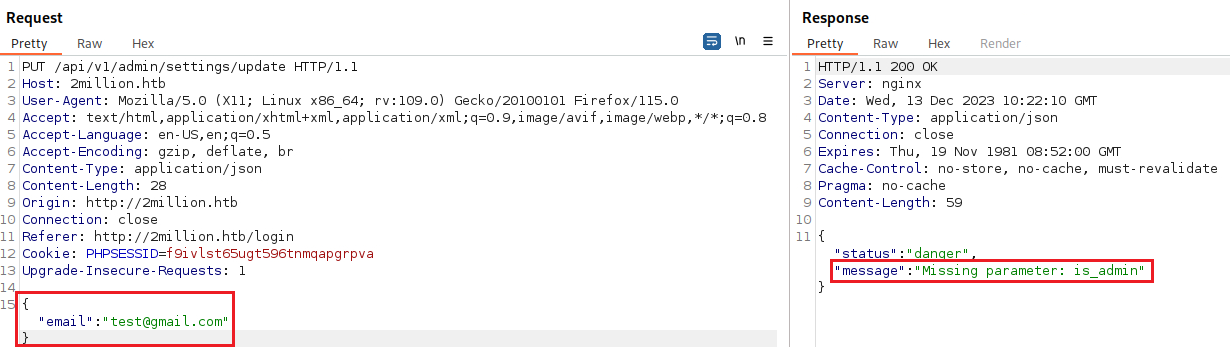 Request
Pretty Raw Hex
\n
1 PUT /api/v1/admin/settings/update HTTP/1.1
2 Host: 2million.htb
3 User-Agent: Mozilla/5.0 (X11; Linux x86_64; rv:109.0) Gecko/20100101 Firefox/115.0
4 Accept: text/html,application/xhtml+xml,application/xml;q=0.9,image/avif,image/webp,*/*;q=0.8
5 Accept-Language: en-US,en;q=0.5
6 Accept-Encoding: gzip, deflate, br
7 Content-Type: application/json
8 Content-Length: 28
9 Origin: http://2million.htb
10 Connection: close
11 Referer: http://2million.htb/login
12 Cookie: PHPSESSID=f9ivlst65ugt596tnmqapgrpva
13 Upgrade-Insecure-Requests: 1
14
15 {
"email":"test@gmail.com"
}
Response
Pretty Raw Hex Render
1 HTTP/1.1 200 OK
2 Server: nginx
3 Date: Wed, 13 Dec 2023 10:22:10 GMT
4 Content-Type: application/json
5 Connection: close
6 Expires: Thu, 19 Nov 1981 08:52:00 GMT
7 Cache-Control: no-store, no-cache, must-revalidate
8 Pragma: no-cache
9 Content-Length: 59
10
11 {
"status":"danger",
"message":"Missing parameter: is_admin"
}